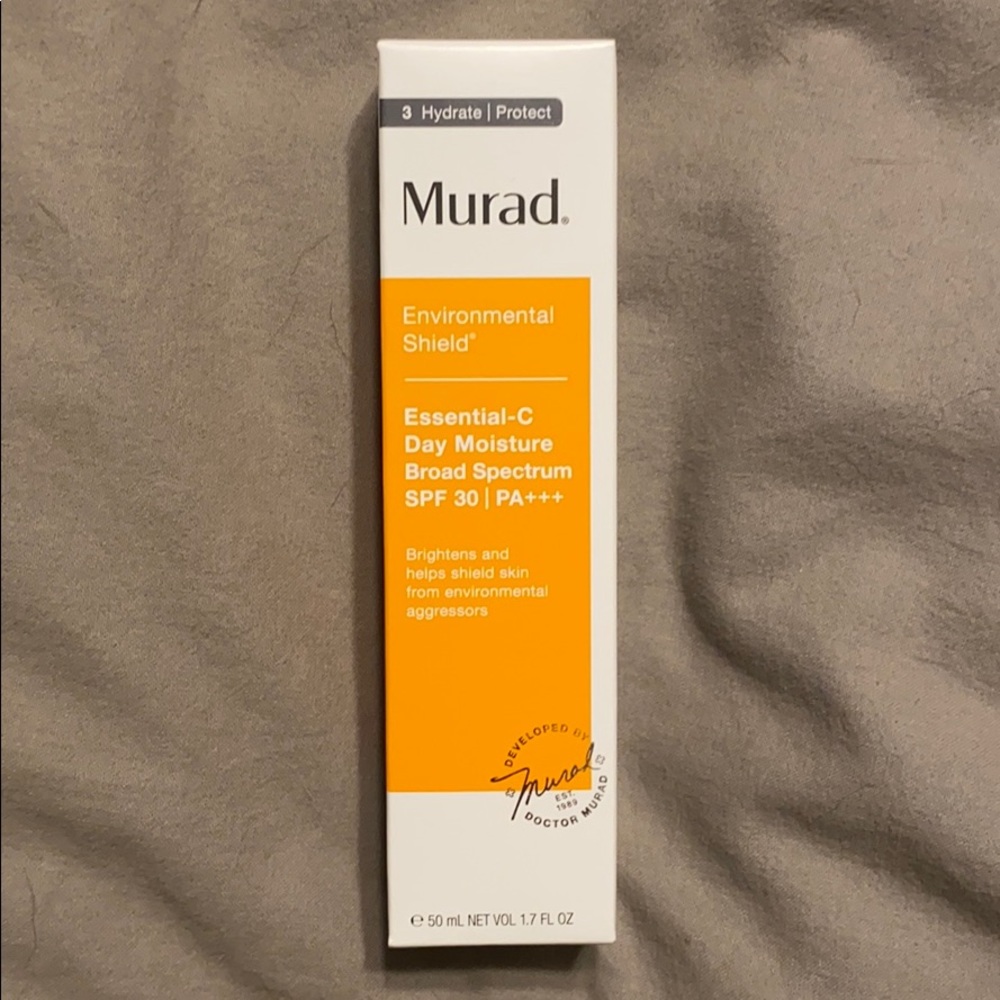 3 Hydrate | Protect
Murad®
Environmental
Shield®
Essential-C
Day Moisture
Broad Spectrum
SPF 30 | PA+++
Brightens and
helps shield skin
from environmental
aggressors
DEVELOPED BY
Murad
EST.
1989
DOCTOR MURAD
℮ 50 mL NET VOL 1.7 FL OZ